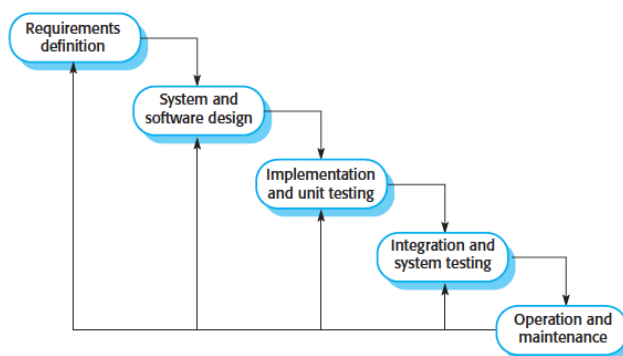 Requirements
definition
System and
software design
Implementation
and unit testing
Integration and
system testing
Operation and
maintenance